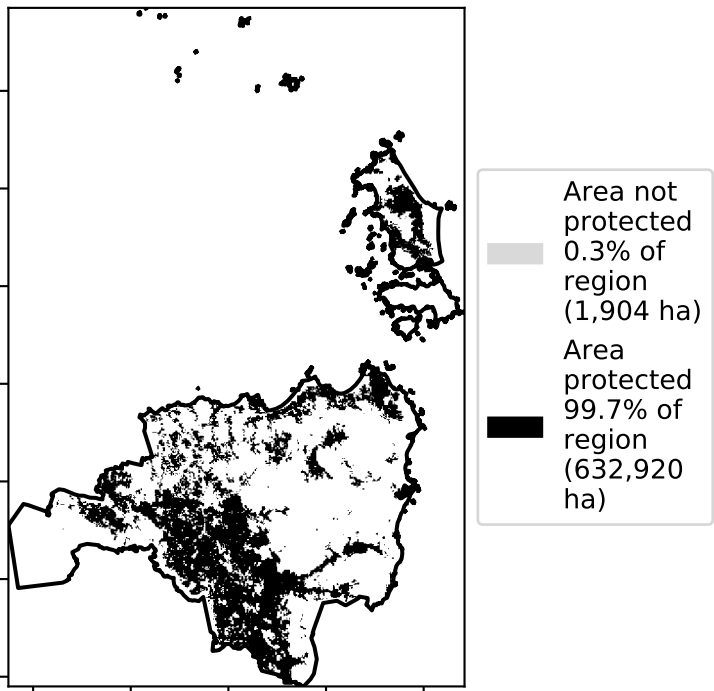 Area not
protected
0.3% of
region
(1,904 ha)
Area
protected
99.7% of
region
(632,920
ha)